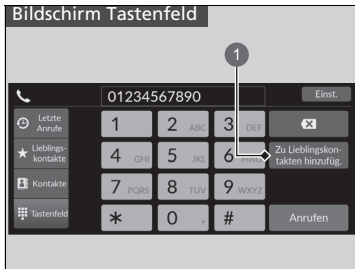 Bildschirm Tastenfeld
1
01234567890
Einst.
Letzte
Anrufe
1
2 ABC
3 DEF
Lieblings-
kontakte
4 GHI
5 JKL
6 MNO
Zu Lieblingskon-
takten hinzufüg.
Kontakte
7 PQRS
8 TUV
9 WXYZ
Tastenfeld
*
0 +
#
Anrufen